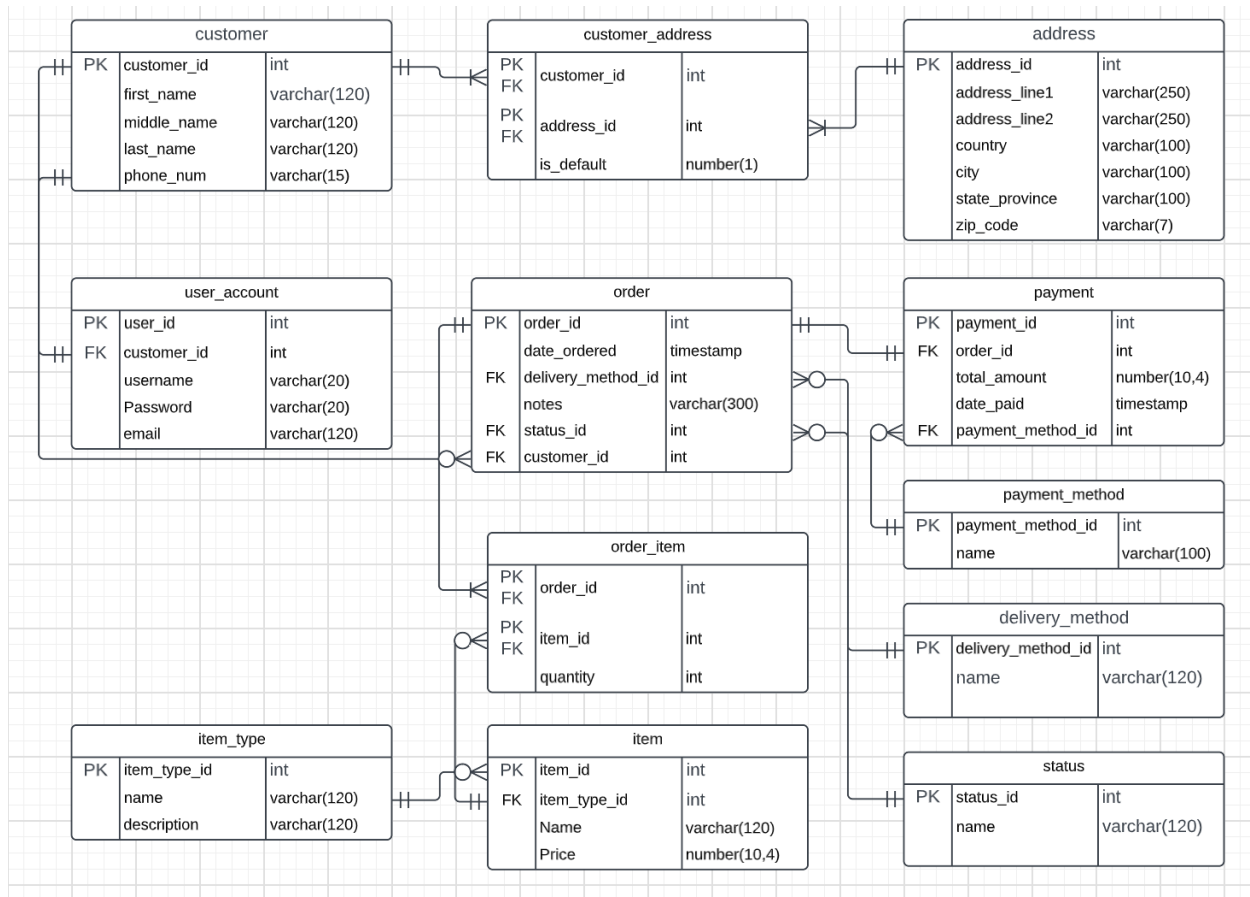 customer
PK customer_id int
first_name varchar(120)
middle_name varchar(120)
last_name varchar(120)
phone_num varchar(15)
customer_address
PK
FK customer_id int
PK
FK address_id int
is_default number(1)
address
PK address_id int
address_line1 varchar(250)
address_line2 varchar(250)
country varchar(100)
city varchar(100)
state_province varchar(100)
zip_code varchar(7)
user_account
PK user_id int
FK customer_id int
username varchar(20)
Password varchar(20)
email varchar(120)
order
PK order_id int
date_ordered timestamp
FK delivery_method_id int
notes varchar(300)
FK status_id int
FK customer_id int
payment
PK payment_id int
FK order_id int
total_amount number(10,4)
date_paid timestamp
FK payment_method_id int
payment_method
PK payment_method_id int
name varchar(100)
order_item
PK
FK order_id int
PK
FK item_id int
quantity int
delivery_method
PK delivery_method_id int
name varchar(120)
item_type
PK item_type_id int
name varchar(120)
description varchar(120)
item
PK item_id int
FK item_type_id int
Name varchar(120)
Price number(10,4)
status
PK status_id int
name varchar(120)